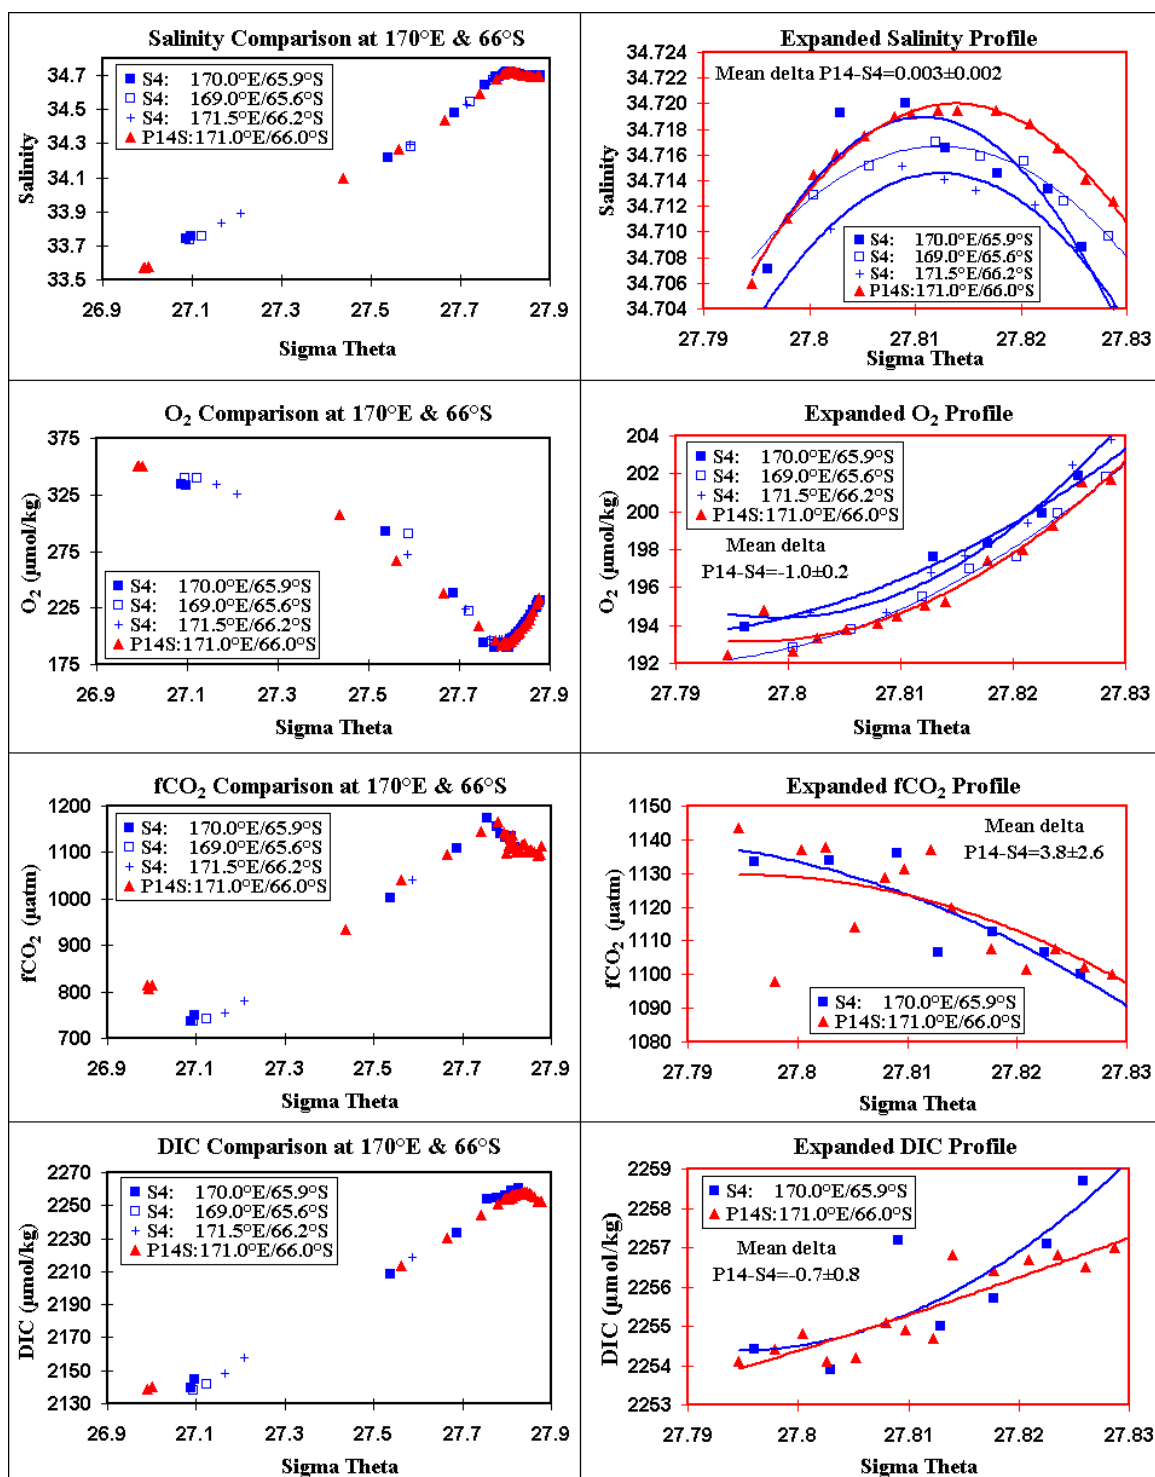 Salinity Comparison at 170°E & 66°S
34.7
34.5
34.3
34.1
33.9
33.7
33.5
Salinity
S4: 170.0°E/65.9°S
S4: 169.0°E/65.6°S
S4: 171.5°E/66.2°S
P14S:171.0°E/66.0°S
26.9 27.1 27.3 27.5 27.7 27.9
Sigma Theta
Expanded Salinity Profile
34.724
34.722
34.720
34.718
34.716
34.714
34.712
34.710
34.708
34.706
34.704
Salinity
Mean delta P14-S4=0.003±0.002
S4: 170.0°E/65.9°S
S4: 169.0°E/65.6°S
S4: 171.5°E/66.2°S
P14S:171.0°E/66.0°S
27.79 27.8 27.81 27.82 27.83
Sigma Theta
O₂ Comparison at 170°E & 66°S
375
325
275
225
175
O₂ (µmol/kg)
S4: 170.0°E/65.9°S
S4: 169.0°E/65.6°S
S4: 171.5°E/66.2°S
P14S:171.0°E/66.0°S
26.9 27.1 27.3 27.5 27.7 27.9
Sigma Theta
Expanded O₂ Profile
204
202
200
198
196
194
192
O₂ (µmol/kg)
S4: 170.0°E/65.9°S
S4: 169.0°E/65.6°S
S4: 171.5°E/66.2°S
P14S:171.0°E/66.0°S
Mean delta
P14-S4=-1.0±0.2
27.79 27.8 27.81 27.82 27.83
Sigma Theta
fCO₂ Comparison at 170°E & 66°S
1200
1100
1000
900
800
700
fCO₂ (µatm)
S4: 170.0°E/65.9°S
S4: 169.0°E/65.6°S
S4: 171.5°E/66.2°S
P14S:171.0°E/66.0°S
26.9 27.1 27.3 27.5 27.7 27.9
Sigma Theta
Expanded fCO₂ Profile
1150
1140
1130
1120
1110
1100
1090
1080
fCO₂ (µatm)
Mean delta
P14-S4=3.8±2.6
S4: 170.0°E/65.9°S
P14S:171.0°E/66.0°S
27.79 27.8 27.81 27.82 27.83
Sigma Theta
DIC Comparison at 170°E & 66°S
2270
2250
2230
2210
2190
2170
2150
2130
DIC (µmol/kg)
S4: 170.0°E/65.9°S
S4: 169.0°E/65.6°S
S4: 171.5°E/66.2°S
P14S:171.0°E/66.0°S
26.9 27.1 27.3 27.5 27.7 27.9
Sigma Theta
Expanded DIC Profile
2259
2258
2257
2256
2255
2254
2253
DIC (µmol/kg)
S4: 170.0°E/65.9°S
P14S:171.0°E/66.0°S
Mean delta
P14-S4=-0.7±0.8
27.79 27.8 27.81 27.82 27.83
Sigma Theta